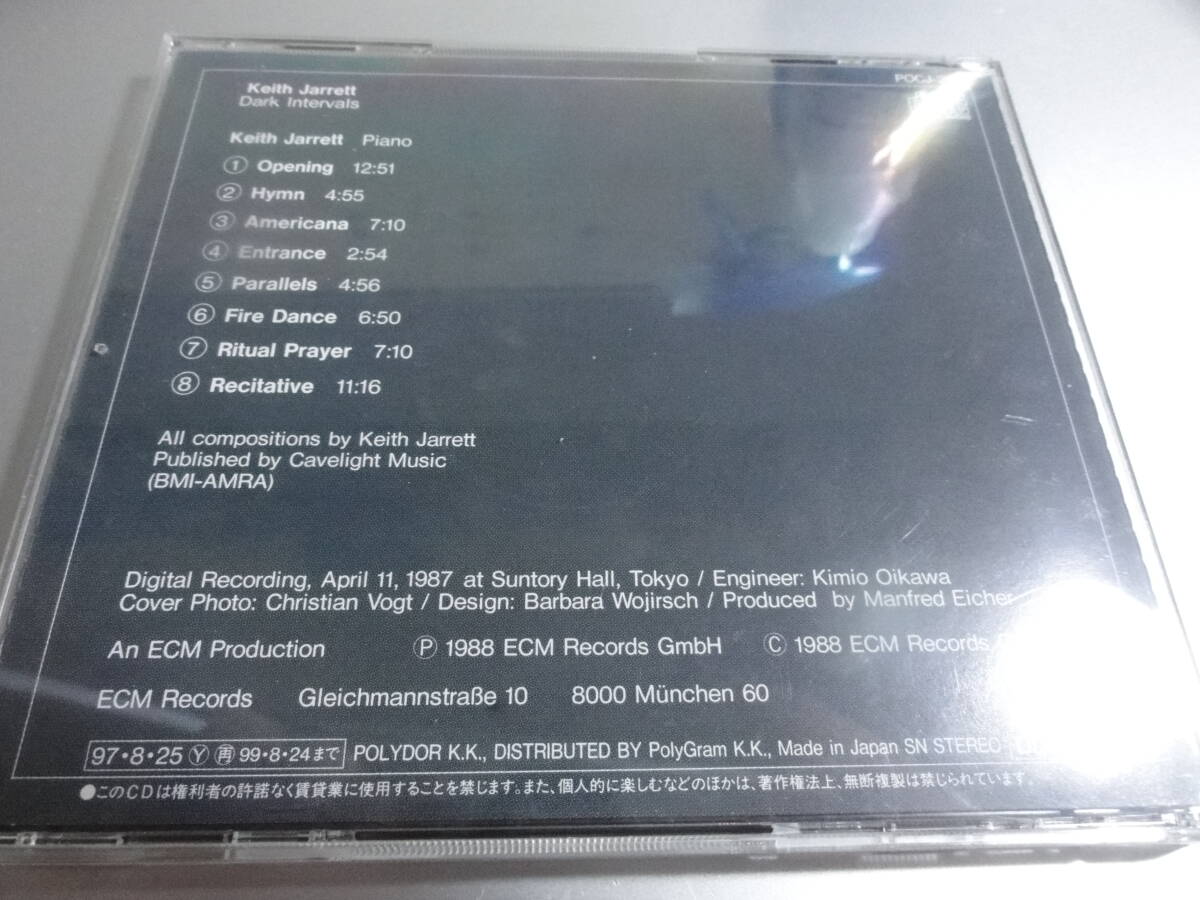 Keith Jarrett
Dark Intervals
Keith Jarrett Piano
① Opening 12:51
② Hymn 4:55
③ Americana 7:10
④ Entrance 2:54
⑤ Parallels 4:56
⑥ Fire Dance 6:50
⑦ Ritual Prayer 7:10
⑧ Recitative 11:16
All compositions by Keith Jarrett
Published by Cavelight Music
(BMI-AMRA)
Digital Recording, April 11, 1987 at Suntory Hall, Tokyo / Engineer: Kimio Oikawa
Cover Photo: Christian Vogt / Design: Barbara Wojirsch / Produced by Manfred Eicher
An ECM Production Ⓟ 1988 ECM Records GmbH Ⓒ 1988 ECM Records
ECM Records Gleichmannstraße 10 8000 München 60
97・8・25 Ⓨ ㊞ 99・8・24まで POLYDOR K.K., DISTRIBUTED BY PolyGram K.K., Made in Japan SN STEREO
●このCDは権利者の許諾なく賃貸業に使用することを禁じます。また、個人的に楽しむなどのほかは、著作権法上、無断複製は禁じられています。